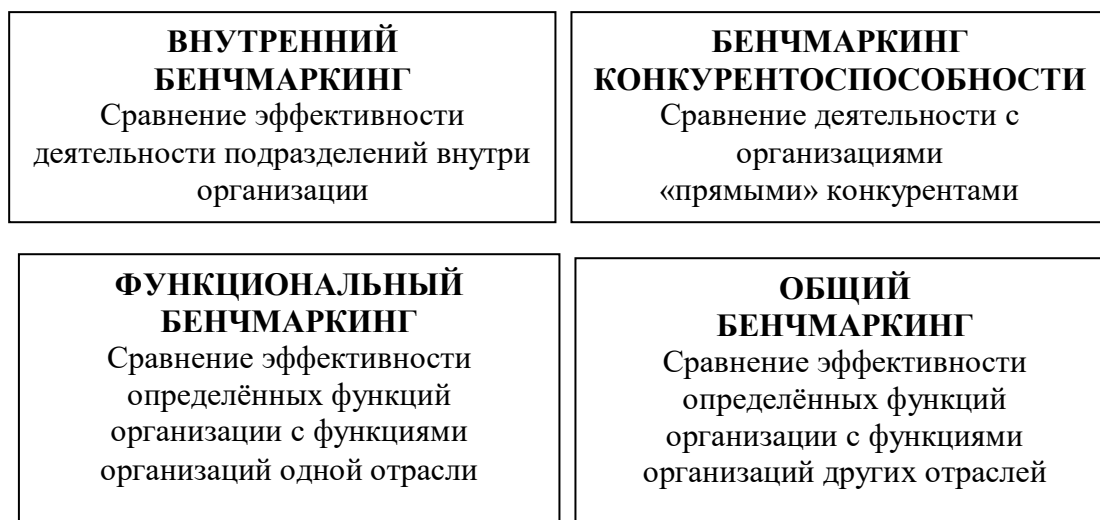 ВНУТРЕННИЙ
БЕНЧМАРКИНГ
Сравнение эффективности
деятельности подразделений внутри
организации
БЕНЧМАРКИНГ
КОНКУРЕНТОСПОСОБНОСТИ
Сравнение деятельности с
организациями
«прямыми» конкурентами
ФУНКЦИОНАЛЬНЫЙ
БЕНЧМАРКИНГ
Сравнение эффективности
определённых функций
организации с функциями
организаций одной отрасли
ОБЩИЙ
БЕНЧМАРКИНГ
Сравнение эффективности
определённых функций
организации с функциями
организаций других отраслей